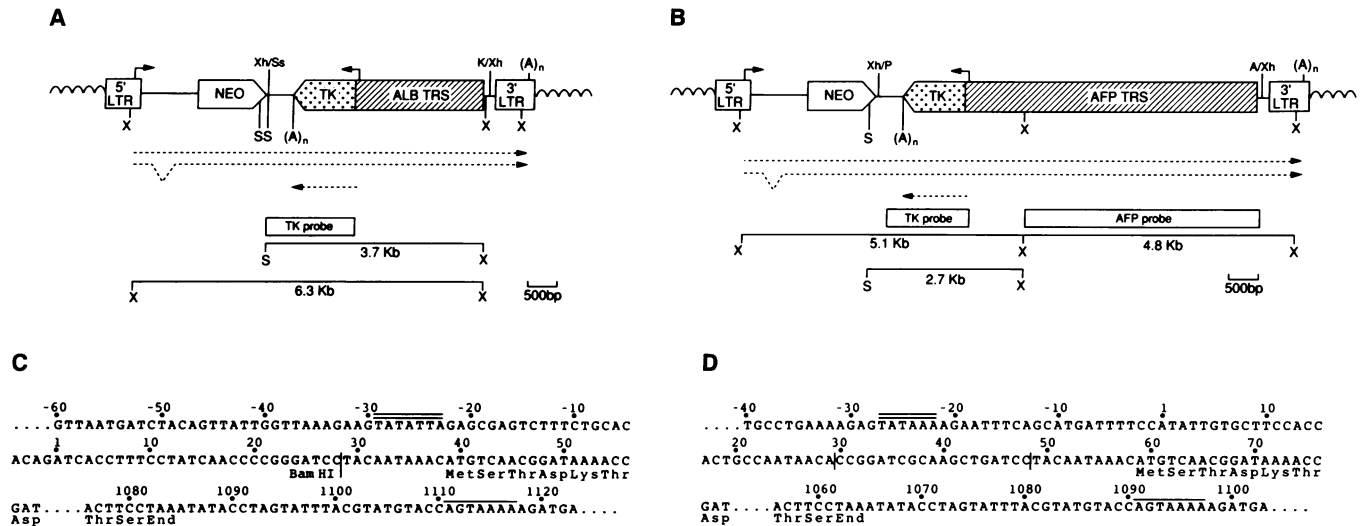 A
Xh/Ss
K/Xh
(A)n
5'
LTR
NEO
TK
ALB TRS
3'
LTR
X
SS
(A)n
X
X
TK probe
3.7 Kb
S
X
6.3 Kb
X
X
500bp
B
Xh/P
A/Xh
(A)n
5'
LTR
NEO
TK
AFP TRS
3'
LTR
X
S
(A)n
X
X
TK probe
AFP probe
5.1 Kb
4.8 Kb
X
X
X
2.7 Kb
S
X
500bp
C
-60 -50 -40 -30 -20 -10
....GTTAATGATCTACAGTTATTGGTTAAAGAAGTATATTAGAGCGAGTCTTTCTGCAC
1 10 20 30 40 50
ACAGATCACCTTTCCTATCAACCCCGGGATCCTACAATAAACATGTCAACGGATAAAACC
BamHI MetSerThrAspLysThr
1080 1090 1100 1110 1120
GAT....ACTTCCTAAATATACCTAGTATTTACGTATGTACCAGTAAAAAGATGA....
Asp ThrSerEnd
D
-40 -30 -20 -10 1 10
....TGCCTGAAAAGAGTATAAAAGAATTTCAGCATGATTTTCCATATTGTGCTTCCACC
20 30 40 50 60 70
ACTGCCAATAACACCGGATCGCAAGCTGATCCTACAATAAACATGTCAACGGATAAAACC
MetSerThrAspLysThr
1060 1070 1080 1090 1100
GAT....ACTTCCTAAATATACCTAGTATTTACGTATGTACCAGTAAAAAGATGA....
Asp ThrSerEnd